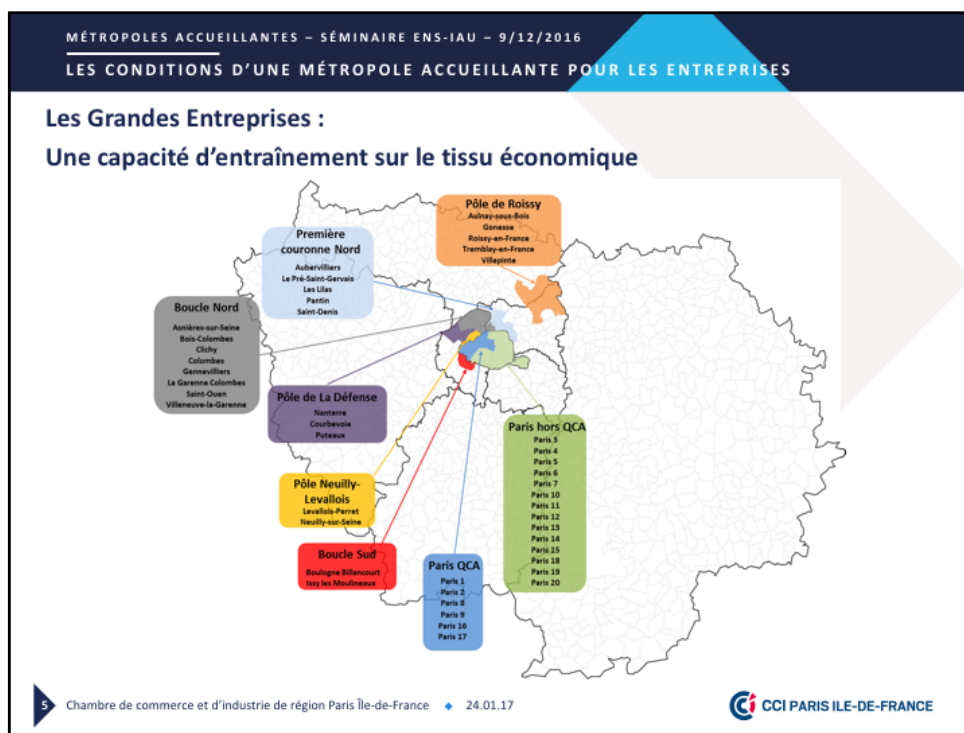 MÉTROPOLES ACCUEILLANTES – SÉMINAIRE ENS-IAU – 9/12/2016
LES CONDITIONS D'UNE MÉTROPOLE ACCUEILLANTE POUR LES ENTREPRISES
Les Grandes Entreprises :
Une capacité d'entraînement sur le tissu économique
Pôle de Roissy
Aulnay-sous-Bois
Gonesse
Roissy-en-France
Tremblay-en-France
Villepinte
Première
couronne Nord
Aubervilliers
Le Pré-Saint-Gervais
Les Lilas
Pantin
Saint-Denis
Boucle Nord
Asnières-sur-Seine
Bois-Colombes
Clichy
Colombes
Gennevilliers
La Garenne Colombes
Saint-Ouen
Villeneuve-la-Garenne
Pôle de La Défense
Nanterre
Courbevoie
Puteaux
Pôle Neuilly-
Levallois
Levallois-Perret
Neuilly-sur-Seine
Boucle Sud
Boulogne Billancourt
Issy les Moulineaux
Paris QCA
Paris 1
Paris 2
Paris 8
Paris 9
Paris 16
Paris 17
Paris hors QCA
Paris 3
Paris 4
Paris 5
Paris 6
Paris 7
Paris 10
Paris 11
Paris 12
Paris 13
Paris 14
Paris 15
Paris 18
Paris 19
Paris 20
5 Chambre de commerce et d'industrie de région Paris Île-de-France ◆ 24.01.17
CCI PARIS ILE-DE-FRANCE